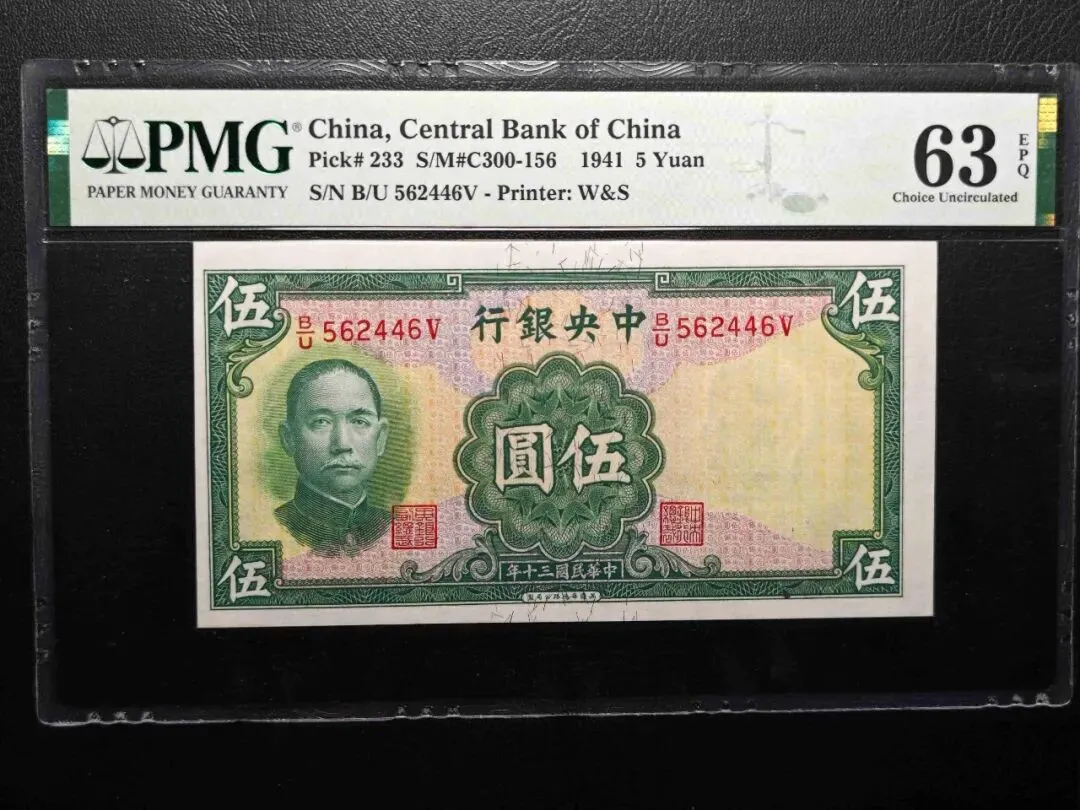 PMG®
PAPER MONEY GUARANTY
China, Central Bank of China
Pick# 233 S/M#C300-156 1941 5 Yuan
S/N B/U 562446V - Printer: W&S
63
EPQ
Choice Uncirculated
伍 伍
B/U 562446V 行銀央中 B/U 562446V
圓伍
伍 伍
年十三國民華中